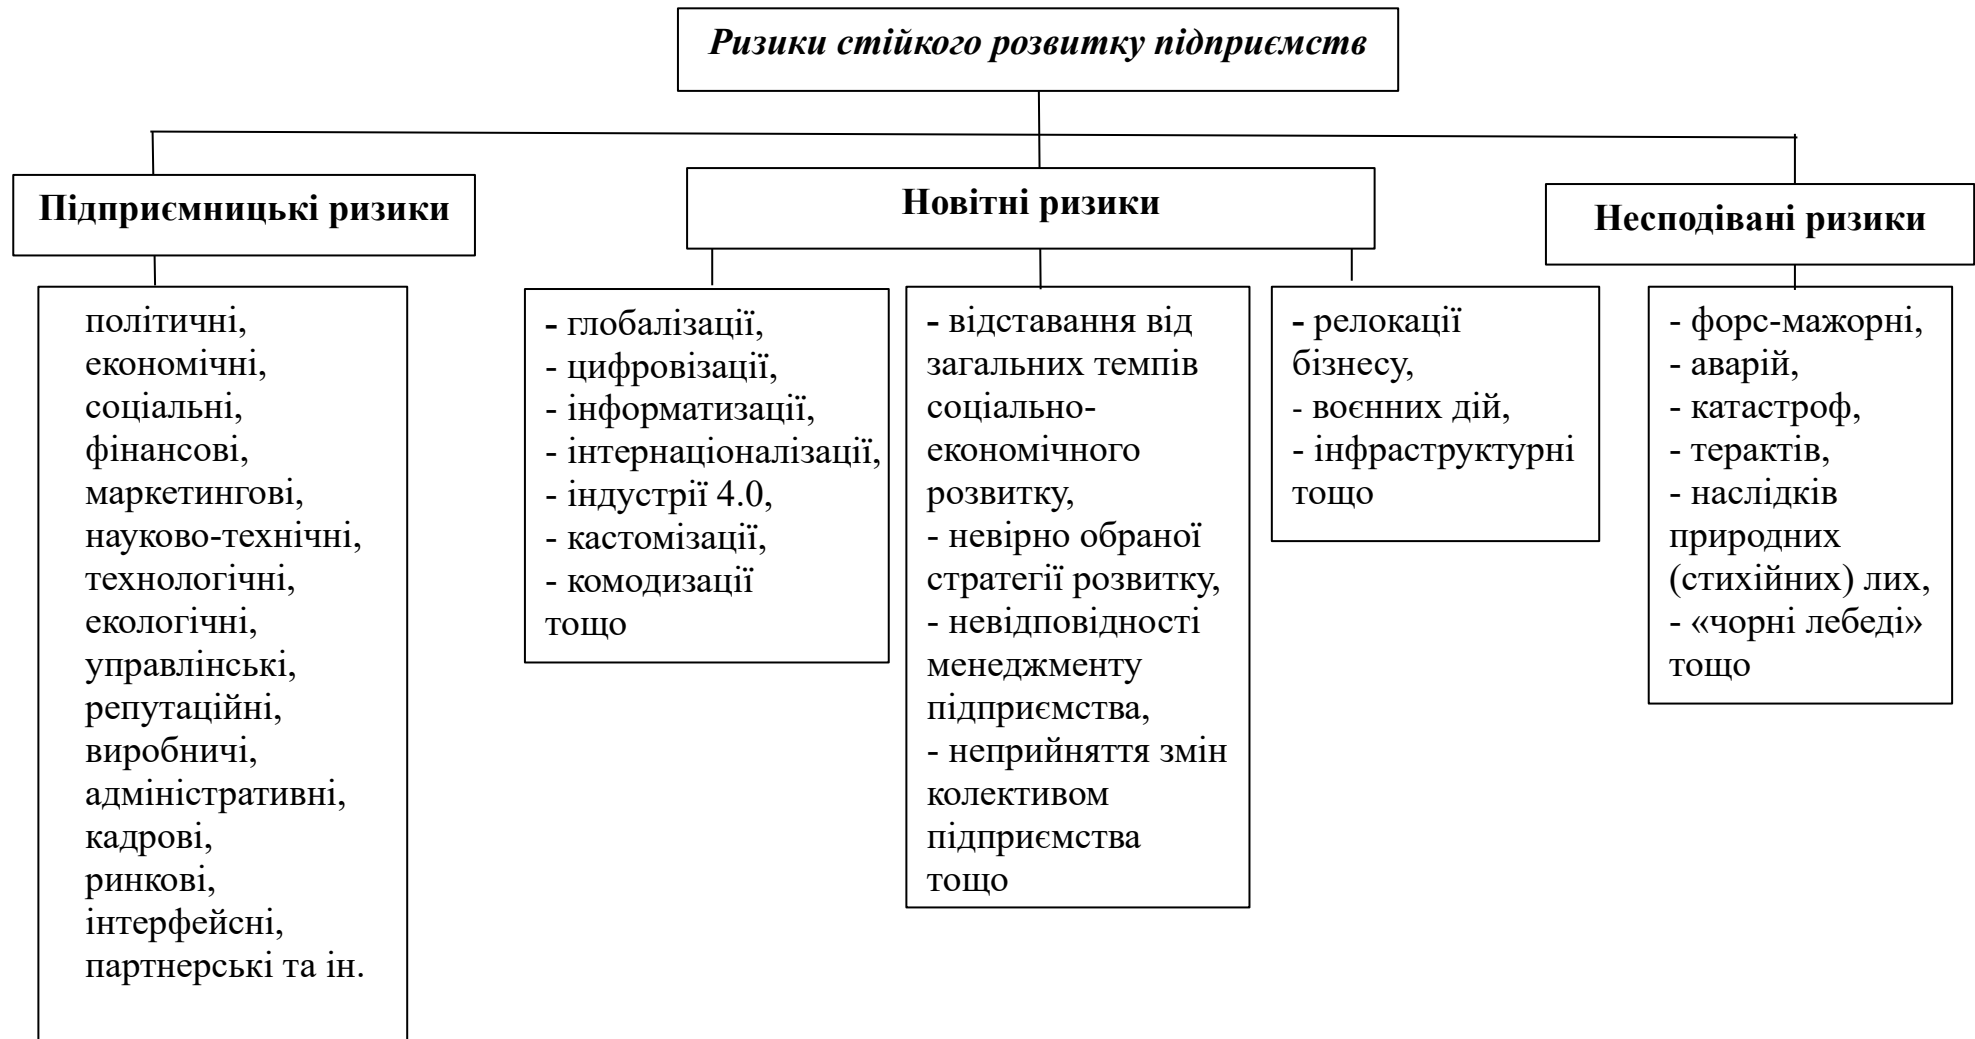 Ризики стійкого розвитку підприємств
Підприємницькі ризики
політичні,
економічні,
соціальні,
фінансові,
маркетингові,
науково-технічні,
технологічні,
екологічні,
управлінські,
репутаційні,
виробничі,
адміністративні,
кадрові,
ринкові,
інтерфейсні,
партнерські та ін.
Новітні ризики
- глобалізації,
- цифровізації,
- інформатизації,
- інтернаціоналізації,
- індустрії 4.0,
- кастомізації,
- комодизації
тощо
- відставання від
загальних темпів
соціально-
економічного
розвитку,
- невірно обраної
стратегії розвитку,
- невідповідності
менеджменту
підприємства,
- неприйняття змін
колективом
підприємства
тощо
- релокації
бізнесу,
- воєнних дій,
- інфраструктурні
тощо
Несподівані ризики
- форс-мажорні,
- аварій,
- катастроф,
- терактів,
- наслідків
природних
(стихійних) лих,
- «чорні лебеді»
тощо